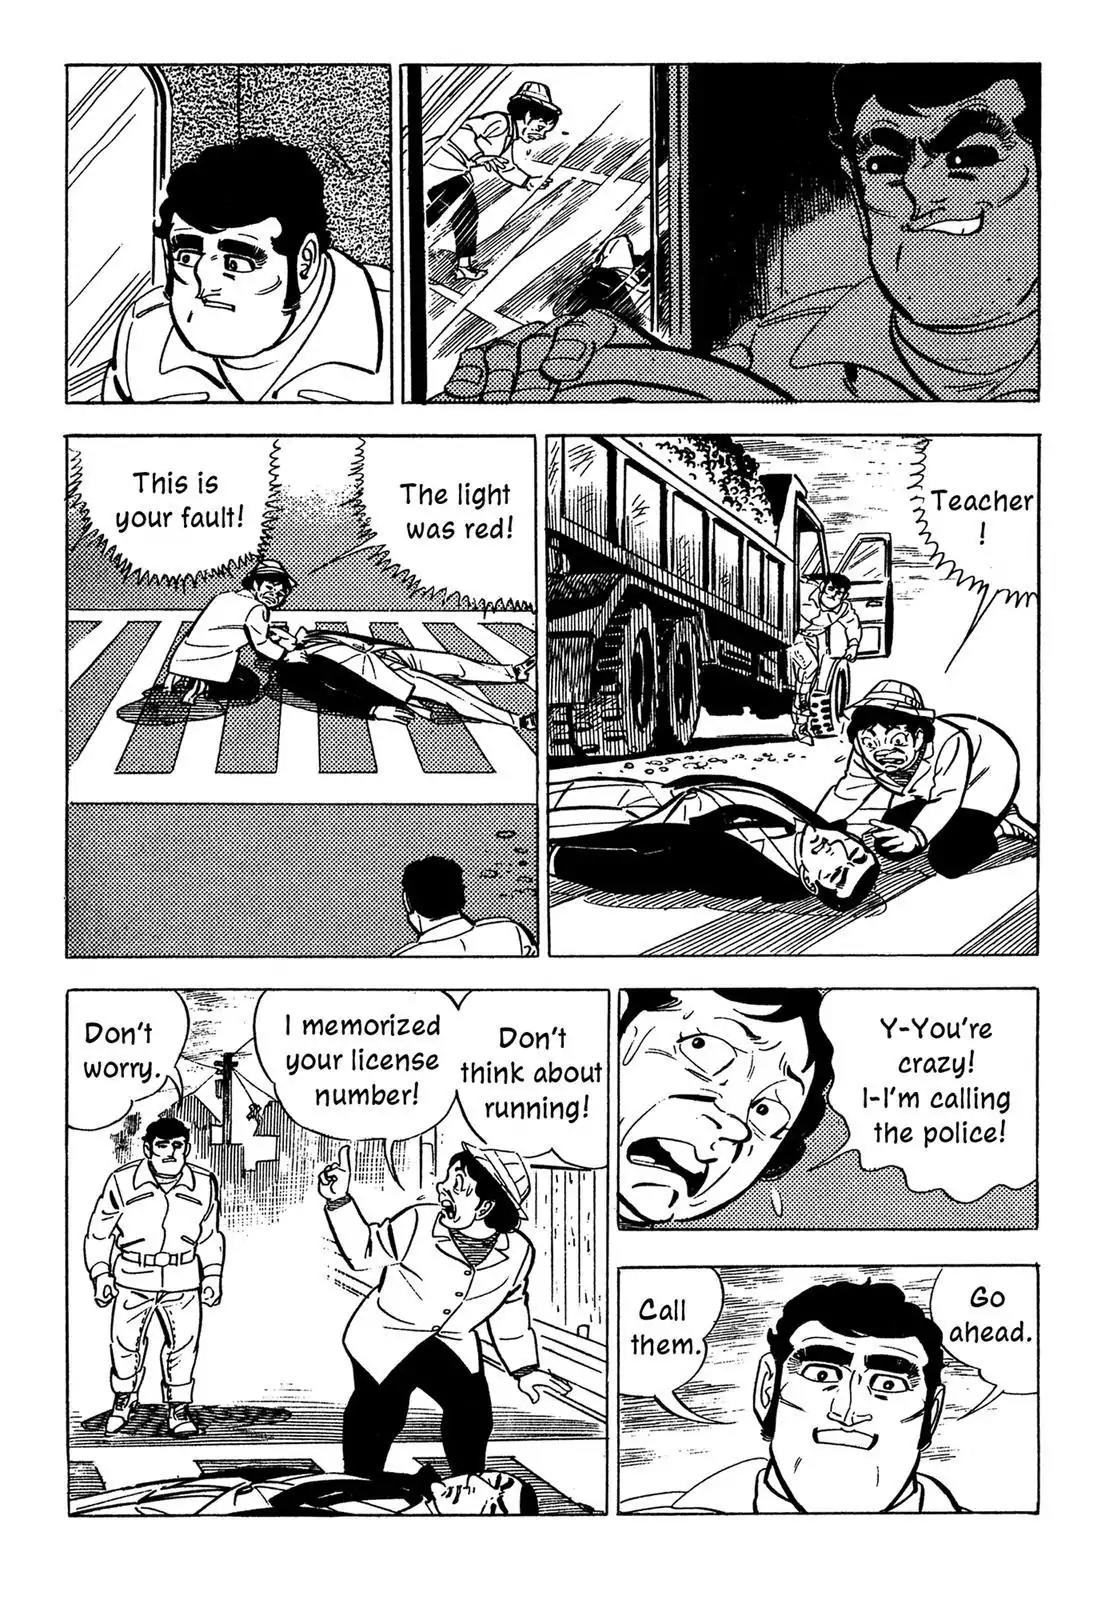 Teacher
!
The light
was red!
This is
your fault!
Y-You're
crazy!
I-I'm calling
the police!
Go
ahead.
Call
them.
Don't
think about
running!
I memorized
your license
number!
Don't
worry.